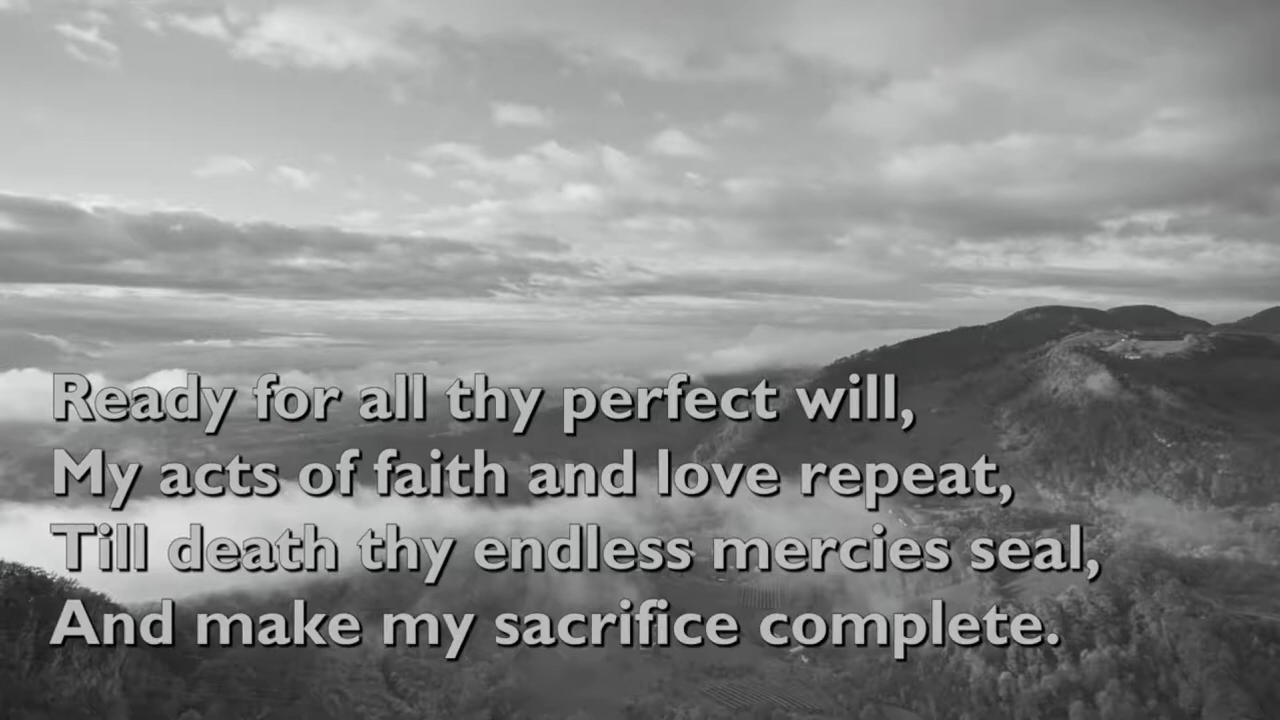 Ready for all thy perfect will,
My acts of faith and love repeat,
Till death thy endless mercies seal,
And make my sacrifice complete.